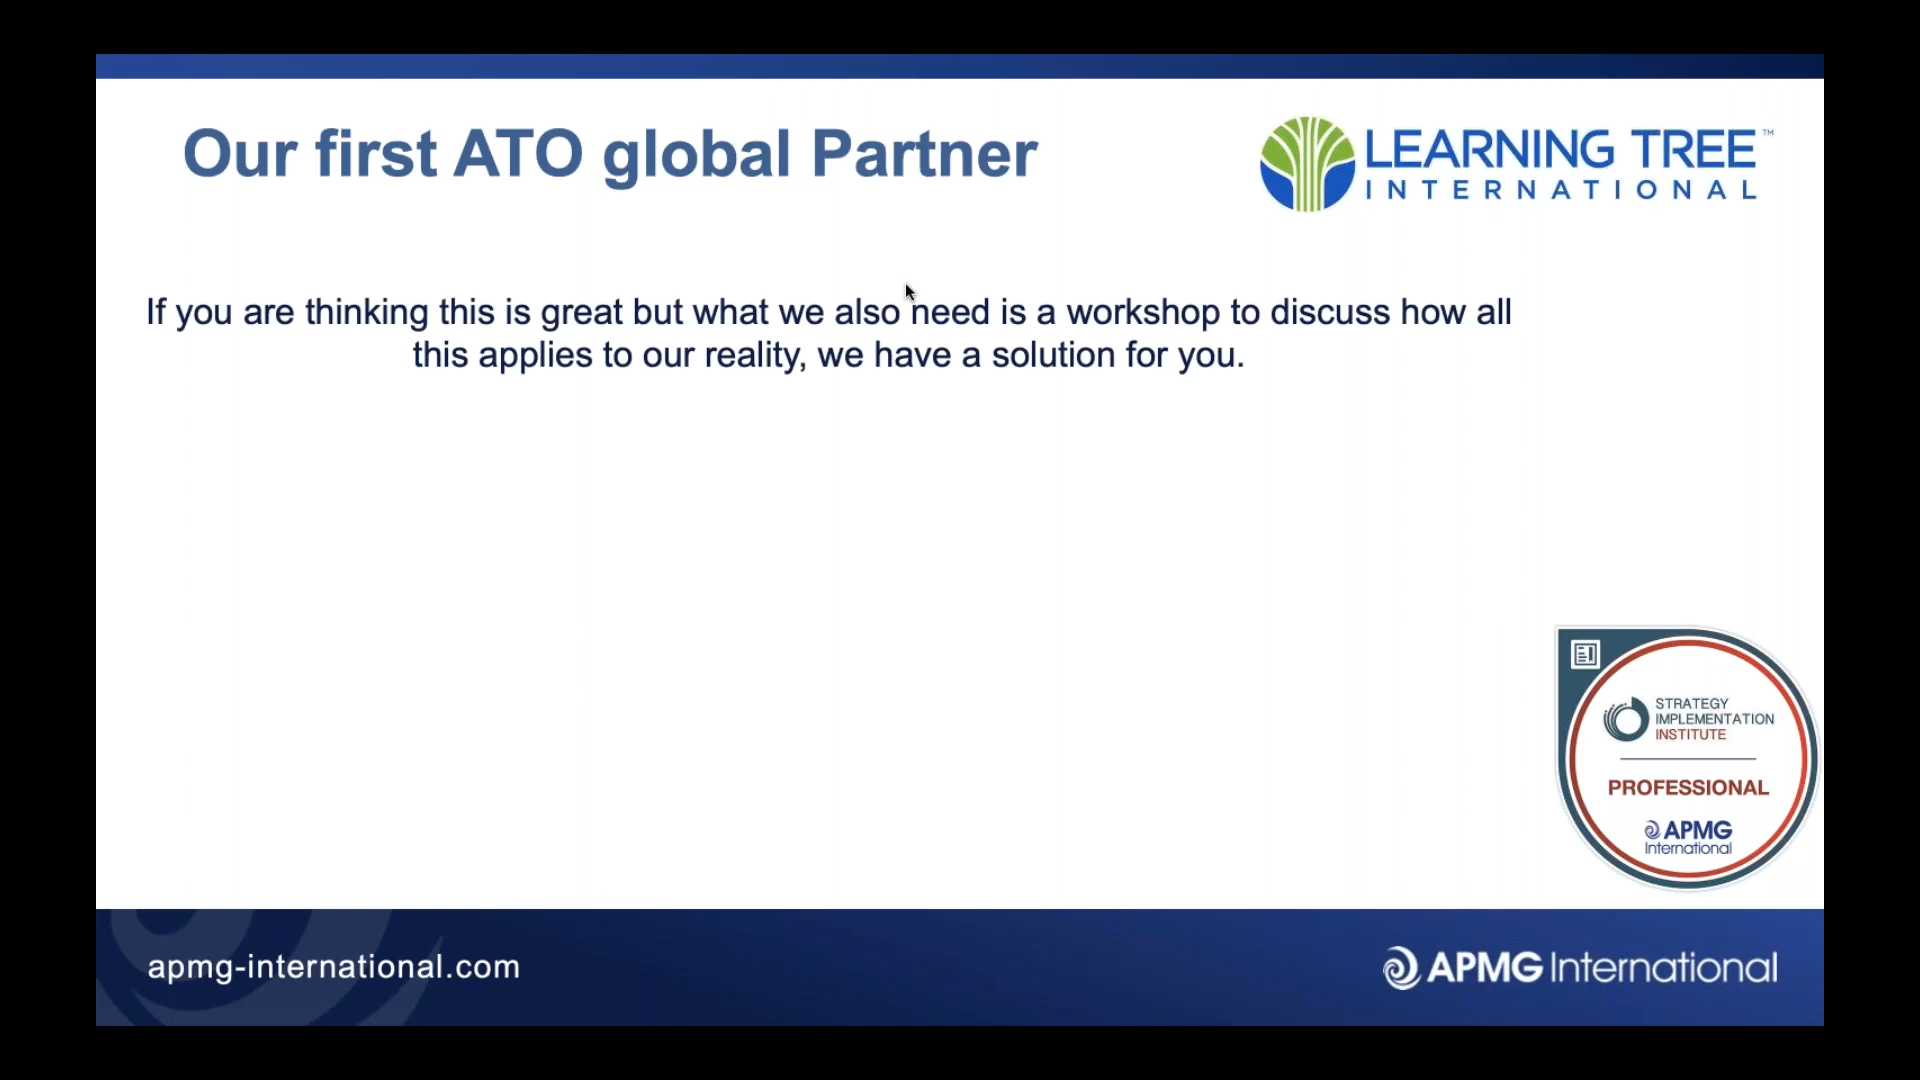 Our first ATO global Partner
LEARNING TREE™
INTERNATIONAL
If you are thinking this is great but what we also need is a workshop to discuss how all
this applies to our reality, we have a solution for you.
STRATEGY
IMPLEMENTATION
INSTITUTE
PROFESSIONAL
APMG
International
apmg-international.com
APMG International